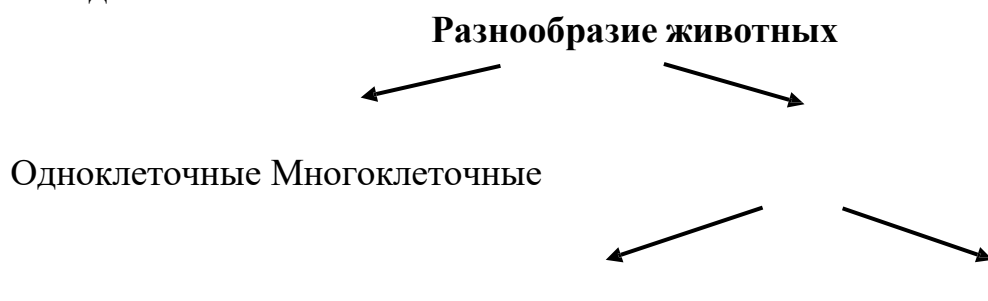 Разнообразие животных
Одноклеточные Многоклеточные